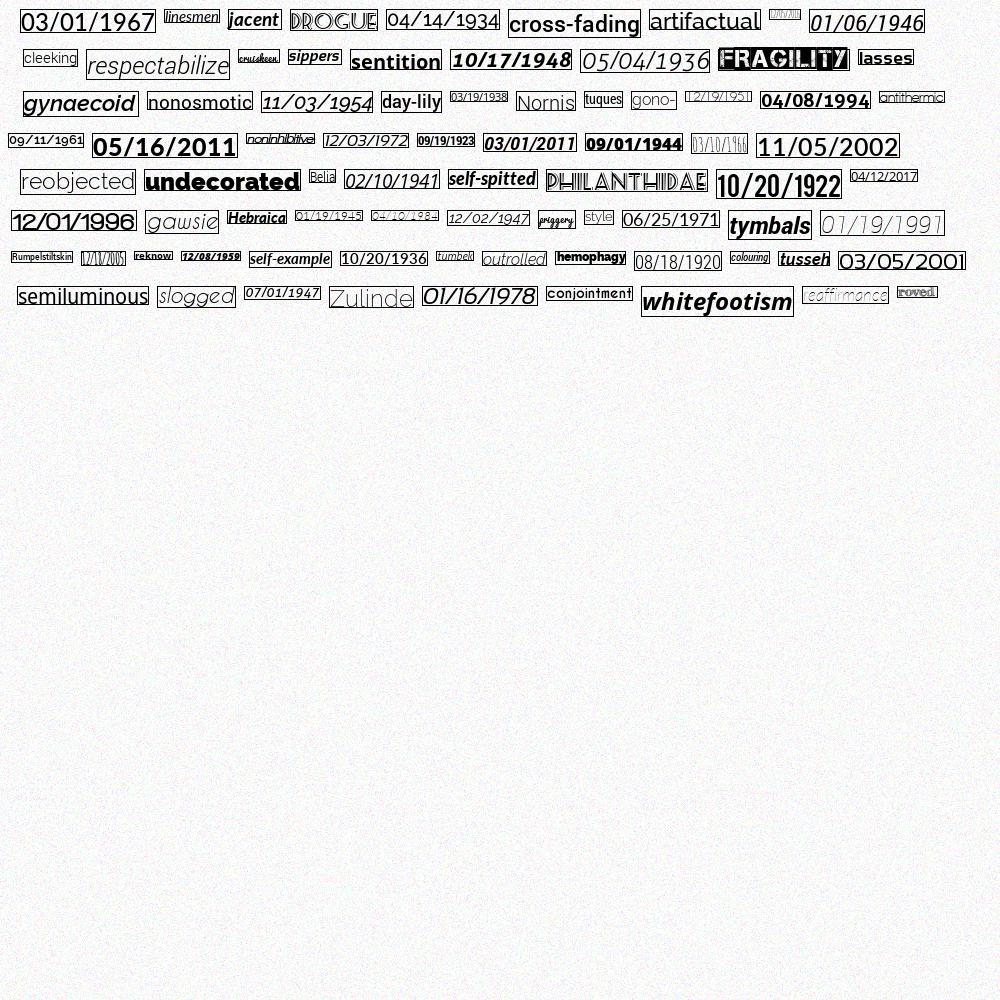 03/01/1967 linesmen jacent DROGUE 04/14/1934 cross-fading artifactual 01/06/1946
cleeking respectabilize cruiskeen sippers sentition 10/17/1948 05/04/1936 FRAGILITY lasses
gynaecoid nonosmotic 11/03/1954 day-lily 03/19/1938 Nornis tuques gono- 12/19/1951 04/08/1994 antithermic
09/11/1961 05/16/2011 noninhibitive 12/03/1972 09/19/1923 03/01/2011 09/01/1944 03/10/1966 11/05/2002
reobjected undecorated Belia 02/10/1941 self-spitted PHILANTHIDAE 10/20/1922 04/12/2017
12/01/1996 gawsie Hebraica 01/19/1945 04/10/1984 12/02/1947 priggery style 06/25/1971 tymbals 01/19/1991
Rumpelstiltskin 12/13/2005 reknow 12/08/1959 self-example 10/20/1936 tumbek outrolled hemophagy 08/18/1920 colouring tusseh 03/05/2001
semiluminous slogged 07/01/1947 Zulinde 01/16/1978 conjointment whitefootism reaffirmance roved